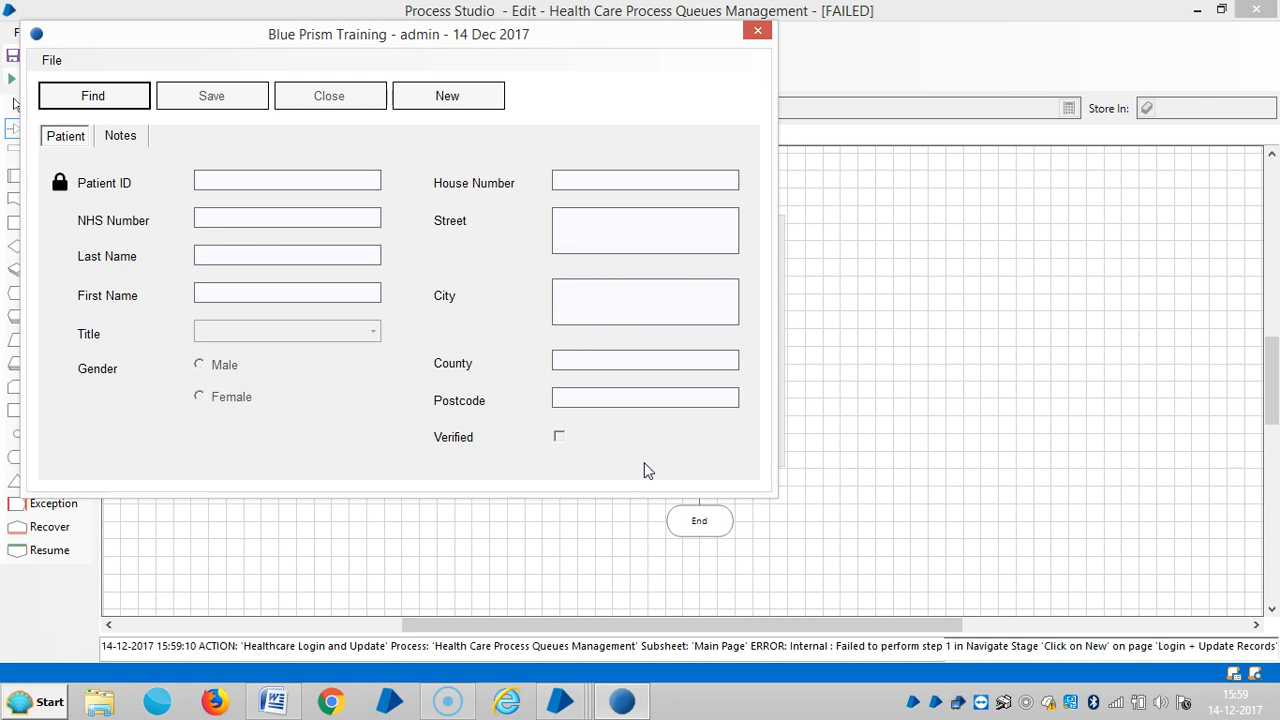 Process Studio - Edit - Health Care Process Queues Management - [FAILED]
Blue Prism Training - admin - 14 Dec 2017
File
Find
Save
Close
New
Store In:
Patient
Notes
Patient ID
House Number
NHS Number
Street
Last Name
First Name
City
Title
Gender
Male
County
Female
Postcode
Verified
Exception
End
Recover
Resume
14-12-2017 15:59:10 ACTION: 'Healthcare Login and Update' Process: 'Health Care Process Queues Management' Subsheet: 'Main Page' ERROR: Internal : Failed to perform step 1 in Navigate Stage 'Click on New' on page 'Login + Update Records'
Start
15:59
14-12-2017